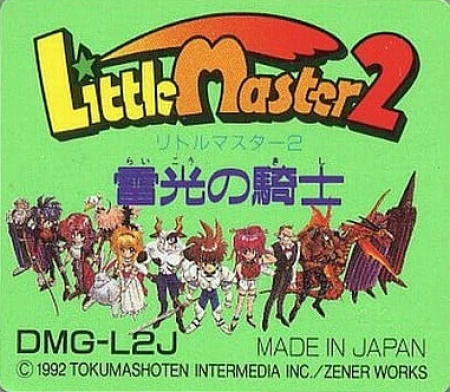 Little Master 2
リトルマスター2
らいこう きし
雷光の騎士
DMG-L2J MADE IN JAPAN
© 1992 TOKUMASHOTEN INTERMEDIA INC./ZENER WORKS